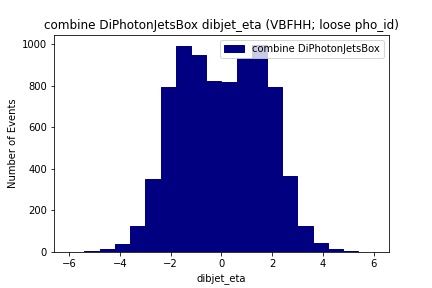 combine DiPhotonJetsBox dibjet_eta (VBFHH; loose pho_id)
combine DiPhotonJetsBox
Number of Events
1000
800
600
400
200
0
−6 −4 −2 0 2 4 6
dibjet_eta